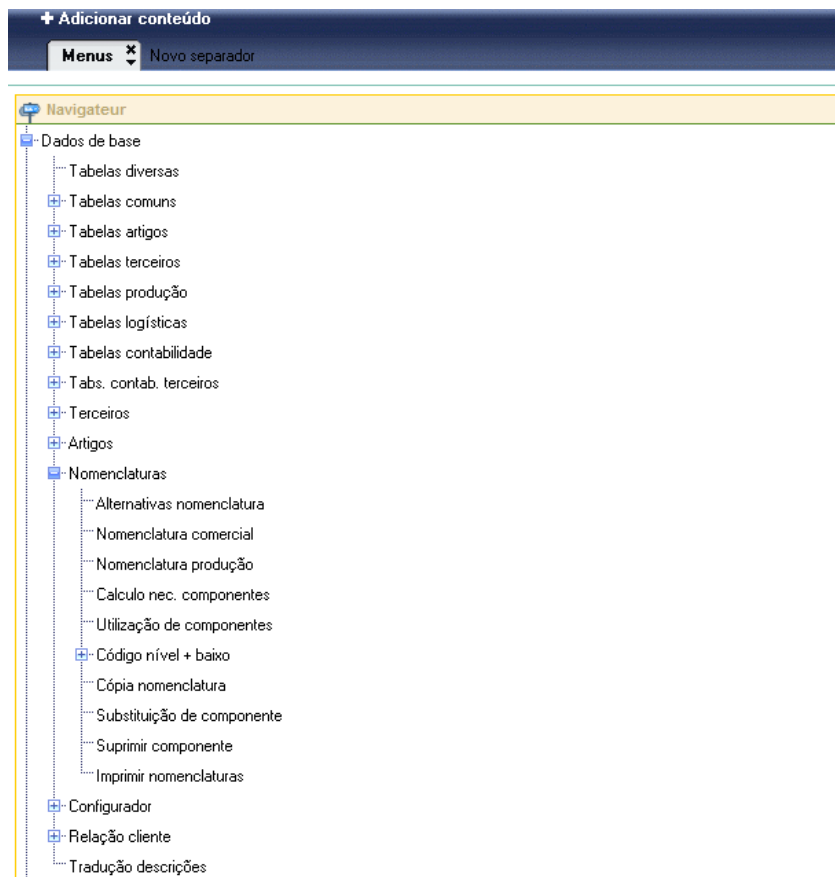 + Adicionar conteúdo
Menus Novo separador
Navigateur
Dados de base
Tabelas diversas
Tabelas comuns
Tabelas artigos
Tabelas terceiros
Tabelas produção
Tabelas logísticas
Tabelas contabilidade
Tabs. contab. terceiros
Terceiros
Artigos
Nomenclaturas
Alternativas nomenclatura
Nomenclatura comercial
Nomenclatura produção
Calculo nec. componentes
Utilização de componentes
Código nível + baixo
Cópia nomenclatura
Substituição de componente
Suprimir componente
Imprimir nomenclaturas
Configurador
Relação cliente
Tradução descrições